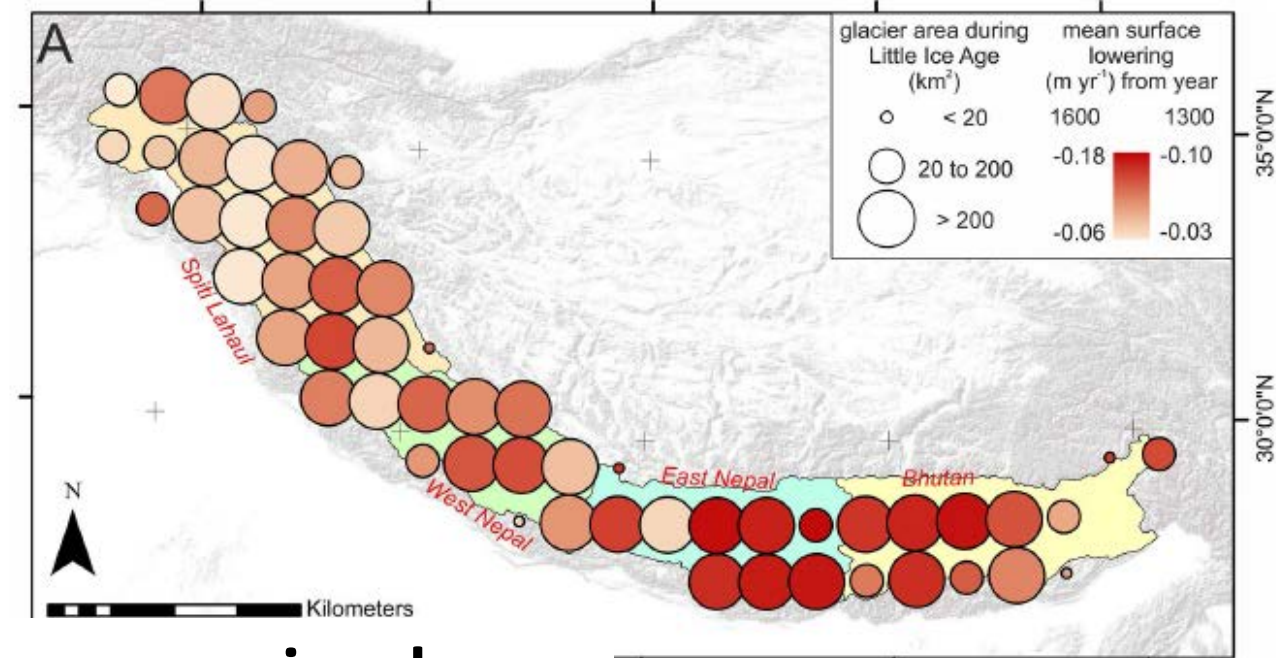 A
glacier area during
Little Ice Age
(km²)
< 20
20 to 200
> 200
mean surface
lowering
(m yr⁻¹) from year
1600 1300
-0.18 -0.10
-0.06 -0.03
35°0'0"N
30°0'0"N
Spiti Lahaul
West Nepal
East Nepal
Bhutan
N
Kilometers